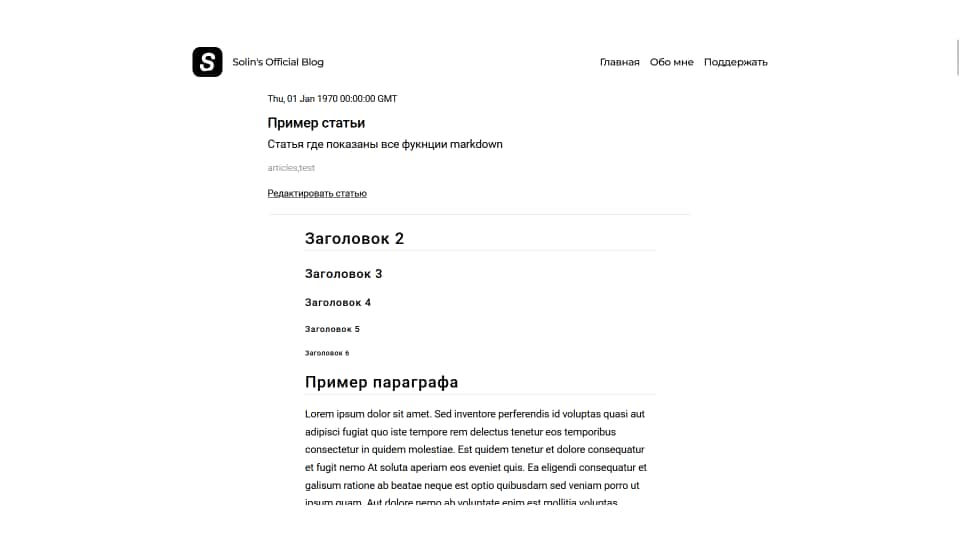 S
Solin's Official Blog
Главная Обо мне Поддержать
Thu, 01 Jan 1970 00:00:00 GMT
Пример статьи
Статья где показаны все фукнции markdown
articles,test
Редактировать статью
Заголовок 2
Заголовок 3
Заголовок 4
Заголовок 5
Заголовок 6
Пример параграфа
Lorem ipsum dolor sit amet. Sed inventore perferendis id voluptas quasi aut
adipisci fugiat quo iste tempore rem delectus tenetur eos temporibus
consectetur in quidem molestiae. Est quidem tenetur et dolore consequatur
et fugit nemo At soluta aperiam eos eveniet quis. Ea eligendi consequatur et
galisum ratione ab beatae neque est optio quibusdam sed veniam porro ut
ipsum quam. Aut dolore nemo ab voluptate enim est mollitia voluptas